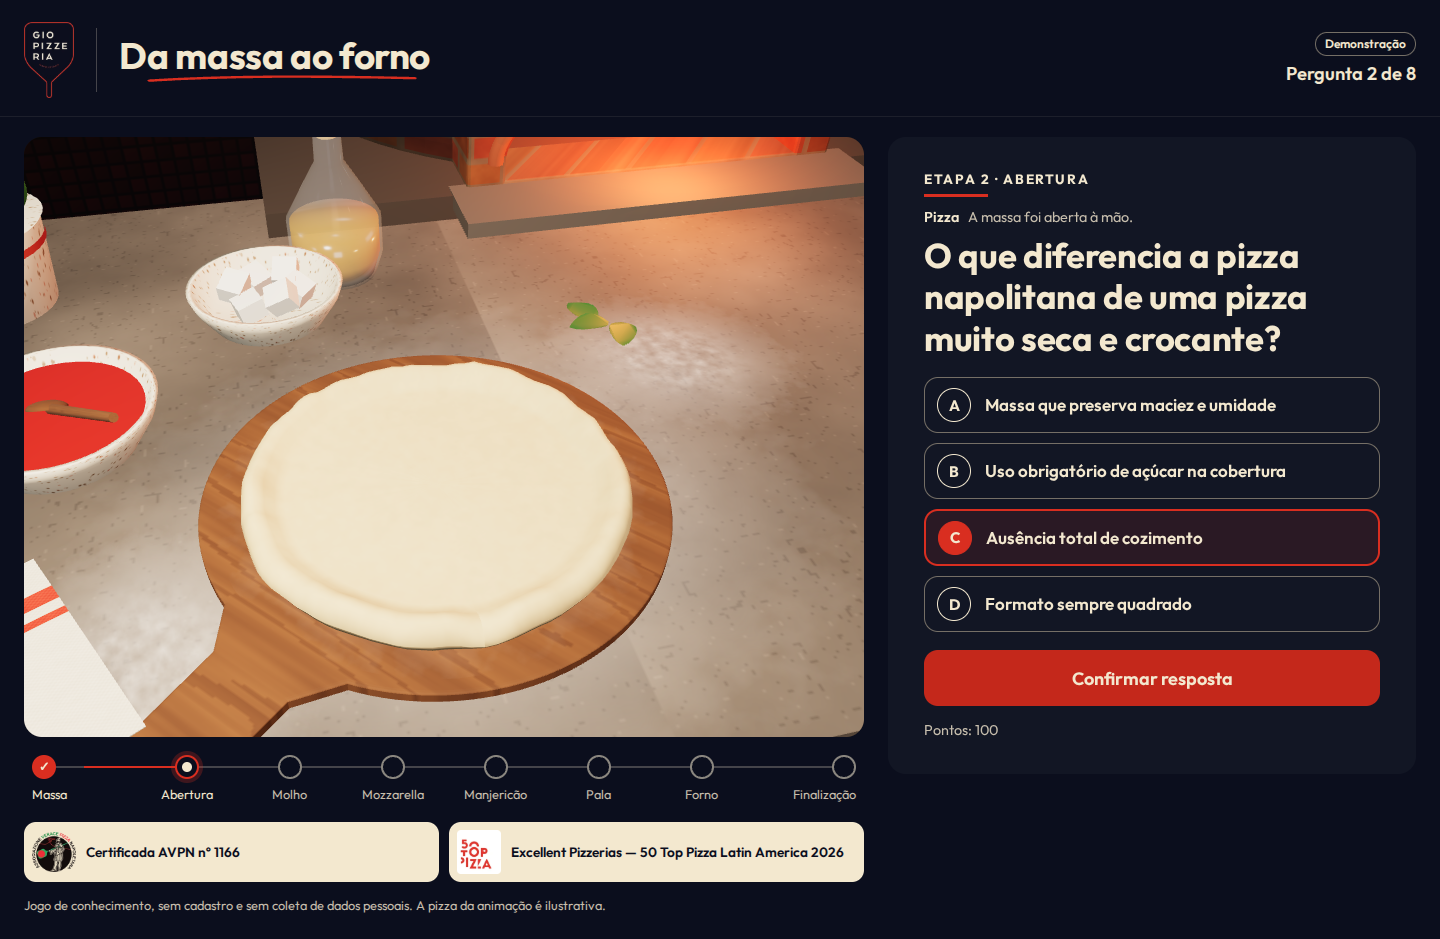 GIO
PIZZE
RIA
Da massa ao forno
Demonstração
Pergunta 2 de 8
ETAPA 2 · ABERTURA
Pizza A massa foi aberta à mão.
O que diferencia a pizza
napolitana de uma pizza
muito seca e crocante?
A Massa que preserva maciez e umidade
B Uso obrigatório de açúcar na cobertura
C Ausência total de cozimento
D Formato sempre quadrado
Confirmar resposta
Pontos: 100
Massa
Abertura
Molho
Mozzarella
Manjericão
Pala
Forno
Finalização
Certificada AVPN nº 1166
5
TOP
PIZZA
Excellent Pizzerias — 50 Top Pizza Latin America 2026
Jogo de conhecimento, sem cadastro e sem coleta de dados pessoais. A pizza da animação é ilustrativa.